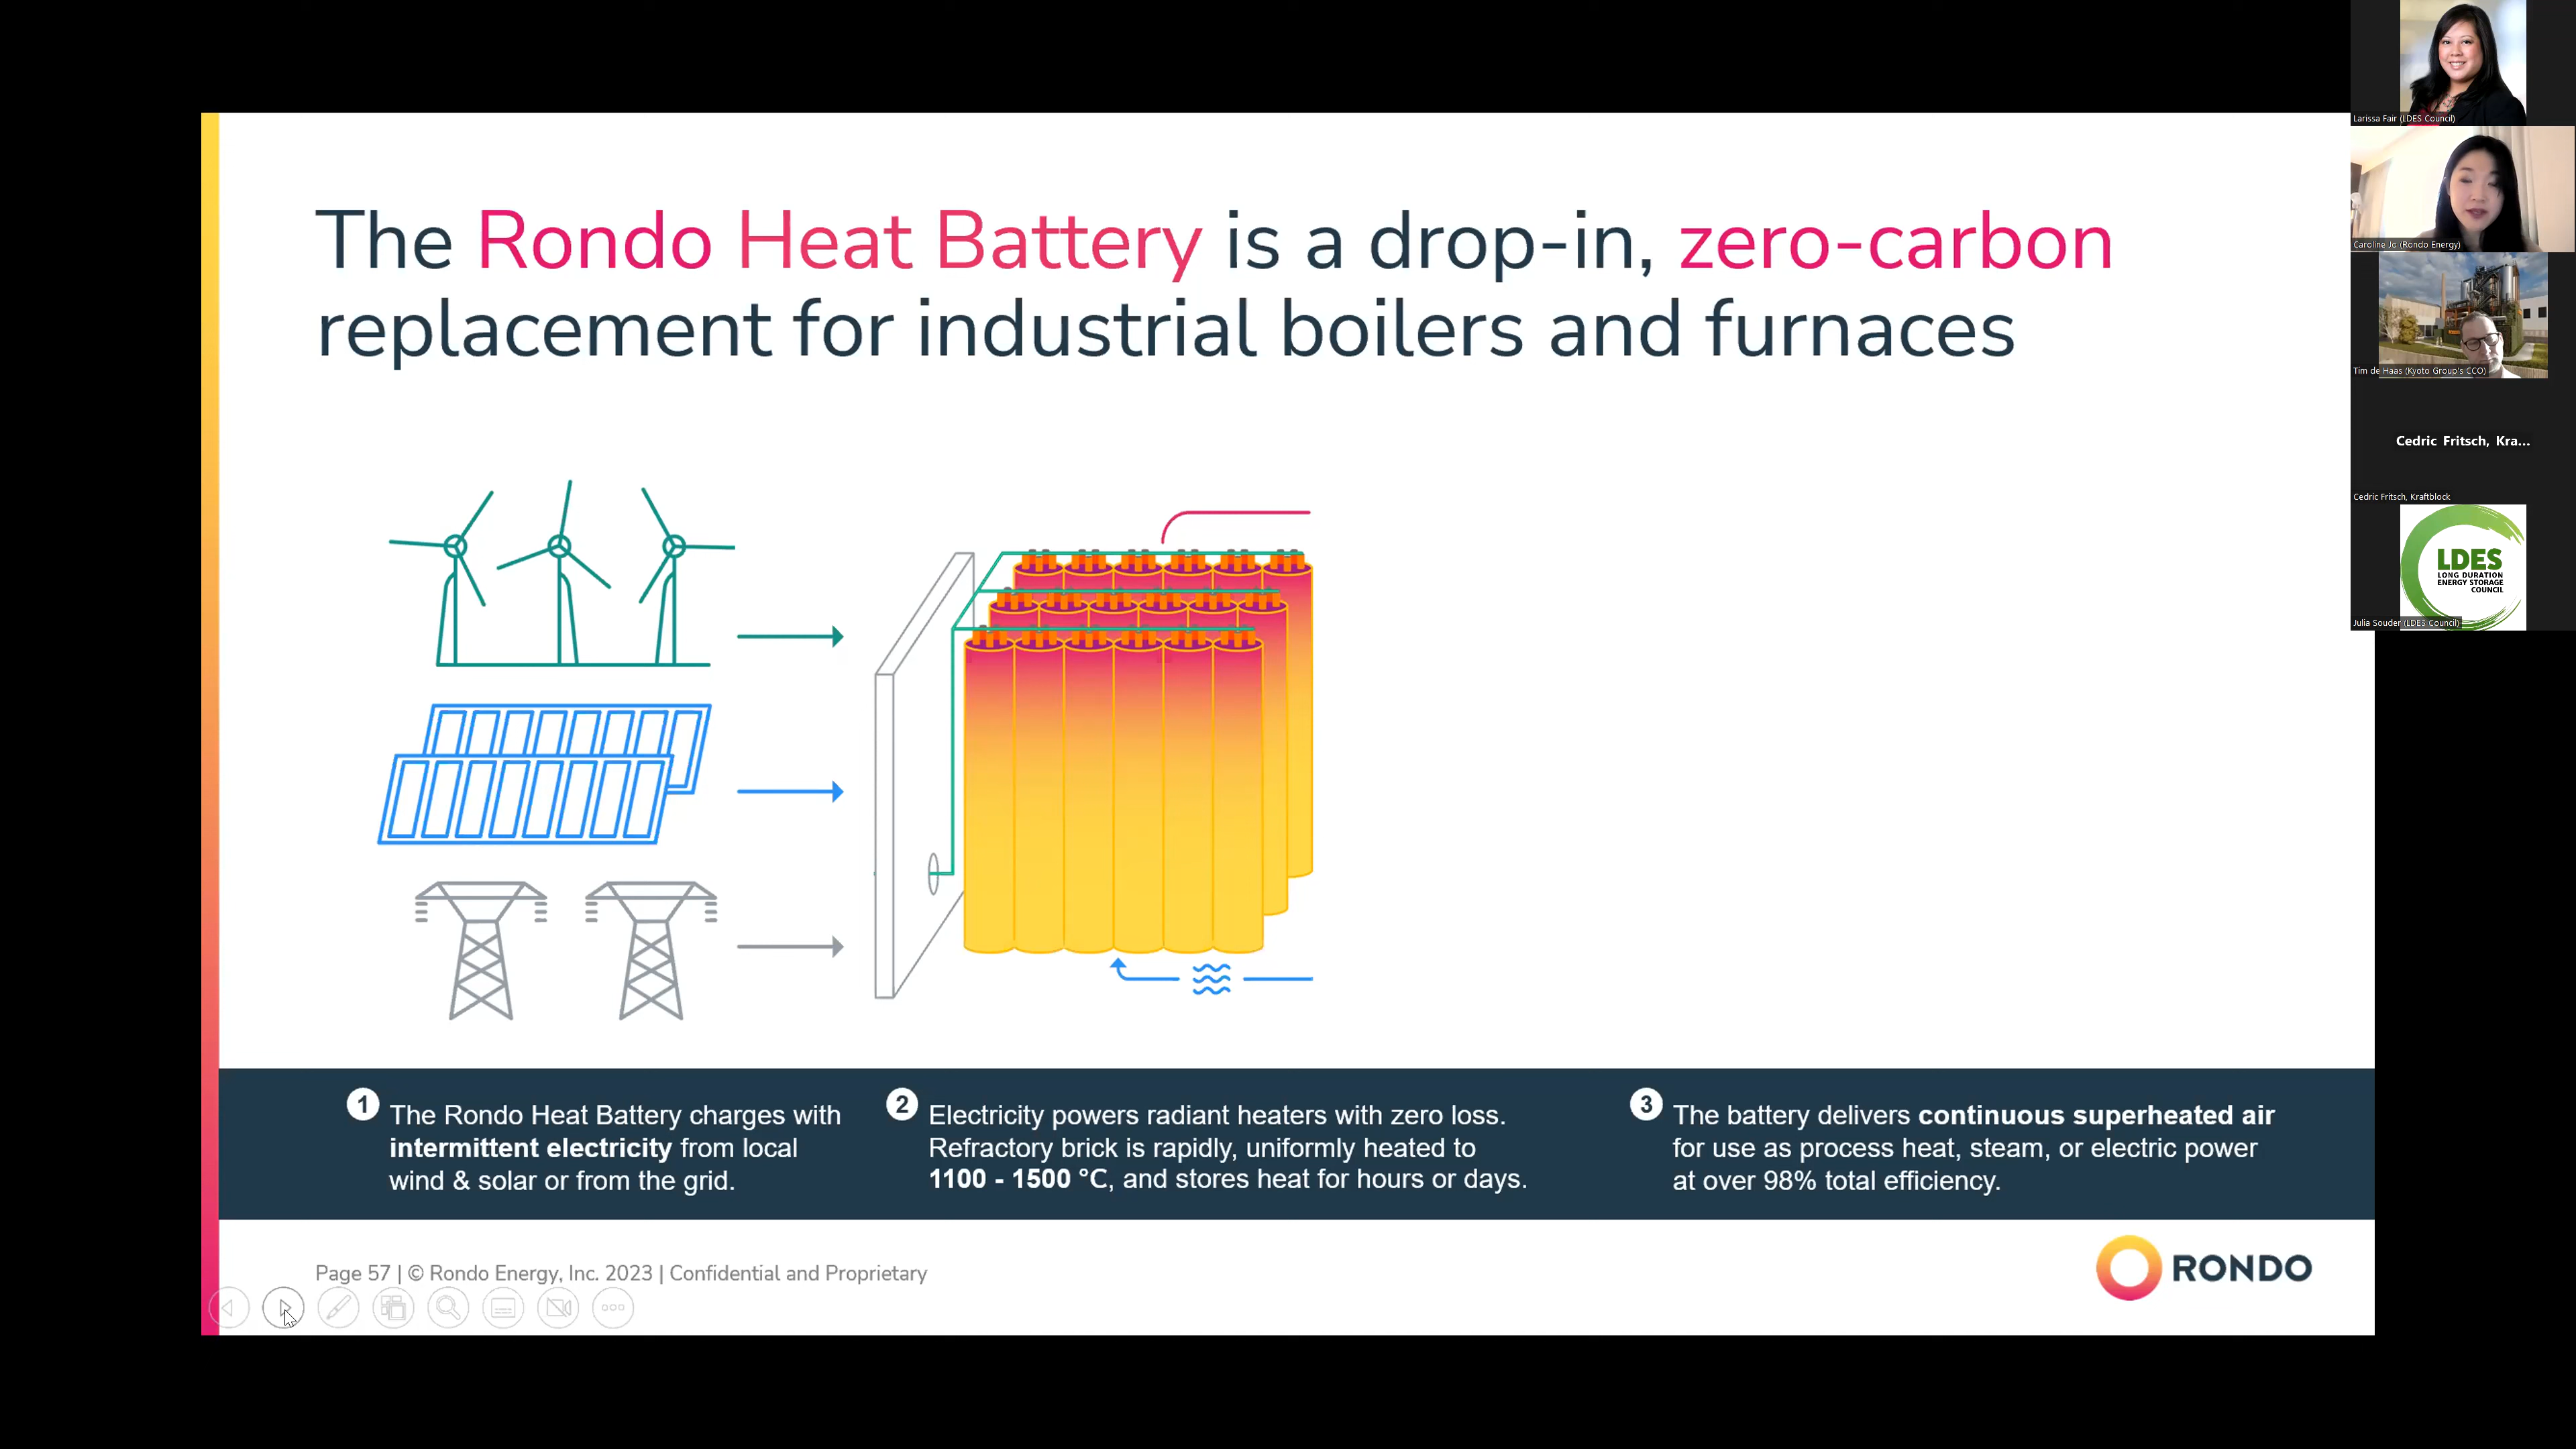 The Rondo Heat Battery is a drop-in, zero-carbon
replacement for industrial boilers and furnaces
1 The Rondo Heat Battery charges with
intermittent electricity from local
wind & solar or from the grid.
2 Electricity powers radiant heaters with zero loss.
Refractory brick is rapidly, uniformly heated to
1100 - 1500 °C, and stores heat for hours or days.
3 The battery delivers continuous superheated air
for use as process heat, steam, or electric power
at over 98% total efficiency.
Page 57 | © Rondo Energy, Inc. 2023 | Confidential and Proprietary
RONDO
Larissa Fair (LDES Council)
Caroline Jo (Rondo Energy)
Tim de Haas (Kyoto Group's CCO)
Cedric Fritsch, Kra...
Cedric Fritsch, Kraftblock
LDES
LONG DURATION
ENERGY STORAGE
COUNCIL
Julia Souder (LDES Council)